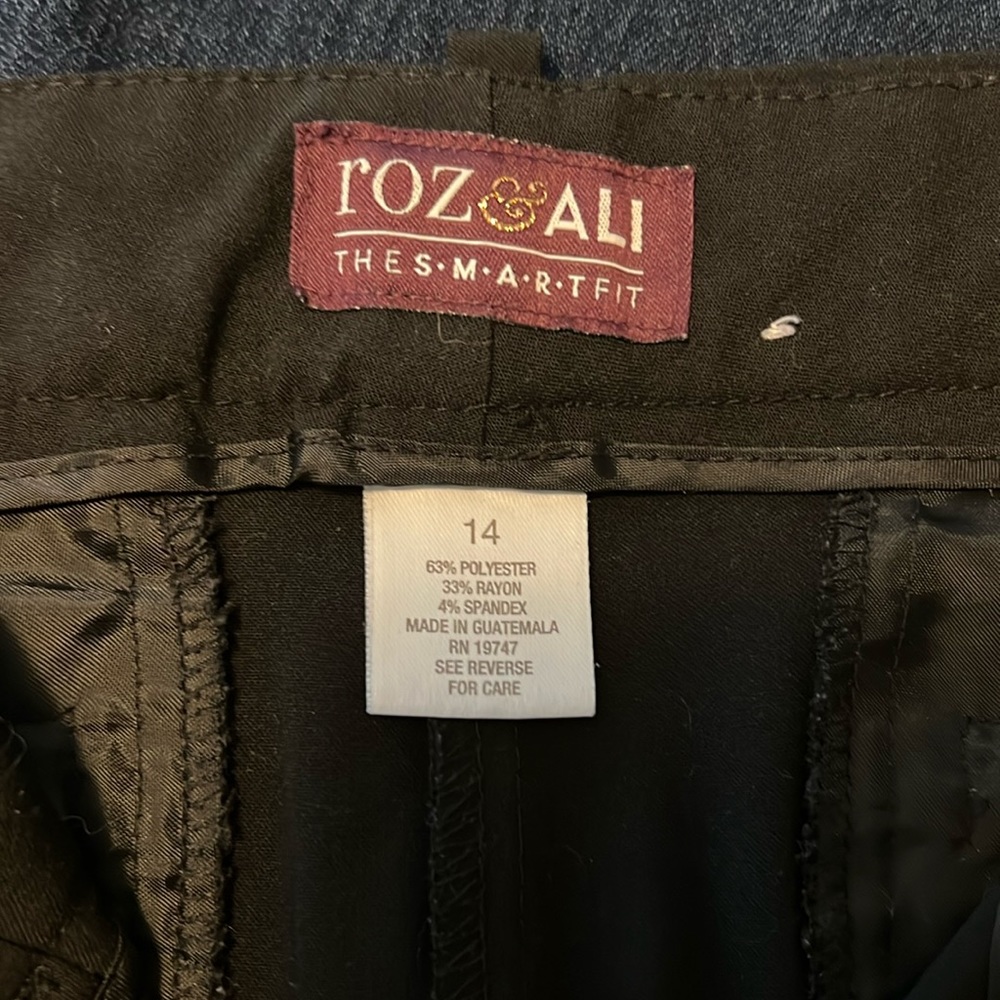 roz & ALI
THE S·M·A·R·T FIT
14
63% POLYESTER
33% RAYON
4% SPANDEX
MADE IN GUATEMALA
RN 19747
SEE REVERSE
FOR CARE